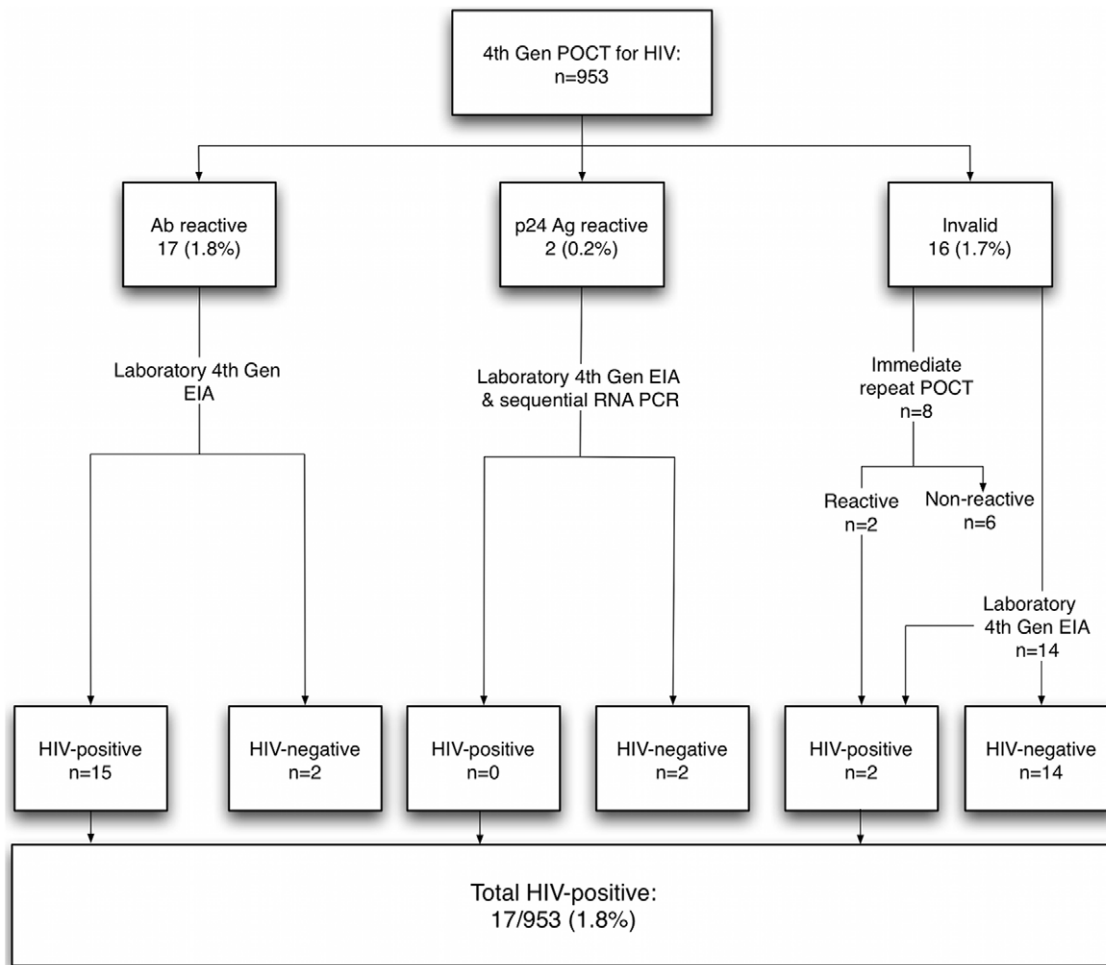 4th Gen POCT for HIV:
n=953
Ab reactive
17 (1.8%)
p24 Ag reactive
2 (0.2%)
Invalid
16 (1.7%)
Laboratory 4th Gen
EIA
Laboratory 4th Gen EIA
& sequential RNA PCR
Immediate
repeat POCT
n=8
Reactive
n=2
Non-reactive
n=6
Laboratory
4th Gen EIA
n=14
HIV-positive
n=15
HIV-negative
n=2
HIV-positive
n=0
HIV-negative
n=2
HIV-positive
n=2
HIV-negative
n=14
Total HIV-positive:
17/953 (1.8%)